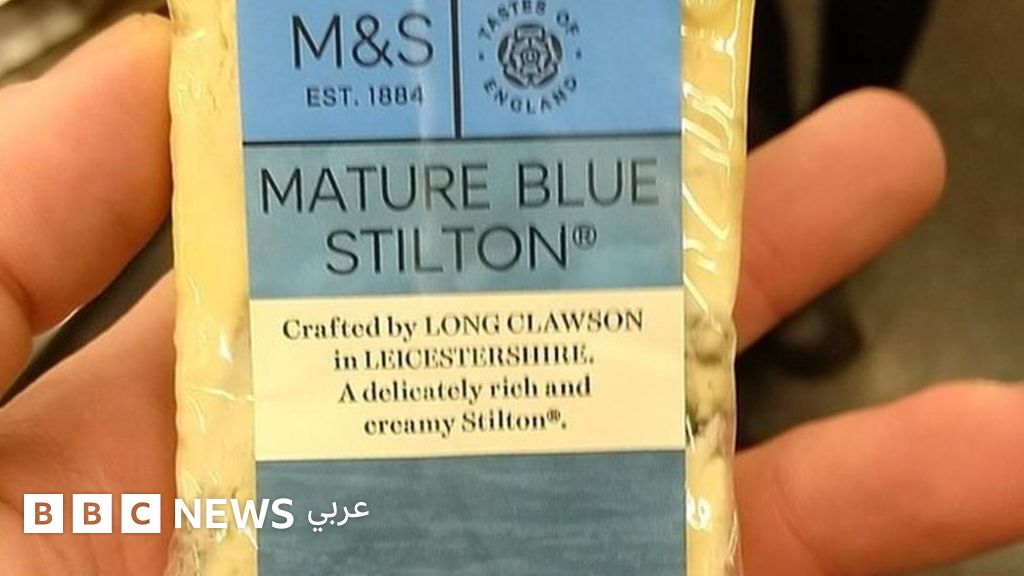 M&S
EST. 1884
· TASTES OF · ENGLAND
MATURE BLUE
STILTON®
Crafted by LONG CLAWSON
in LEICESTERSHIRE.
A delicately rich and
creamy Stilton®.
BBC NEWS عربي